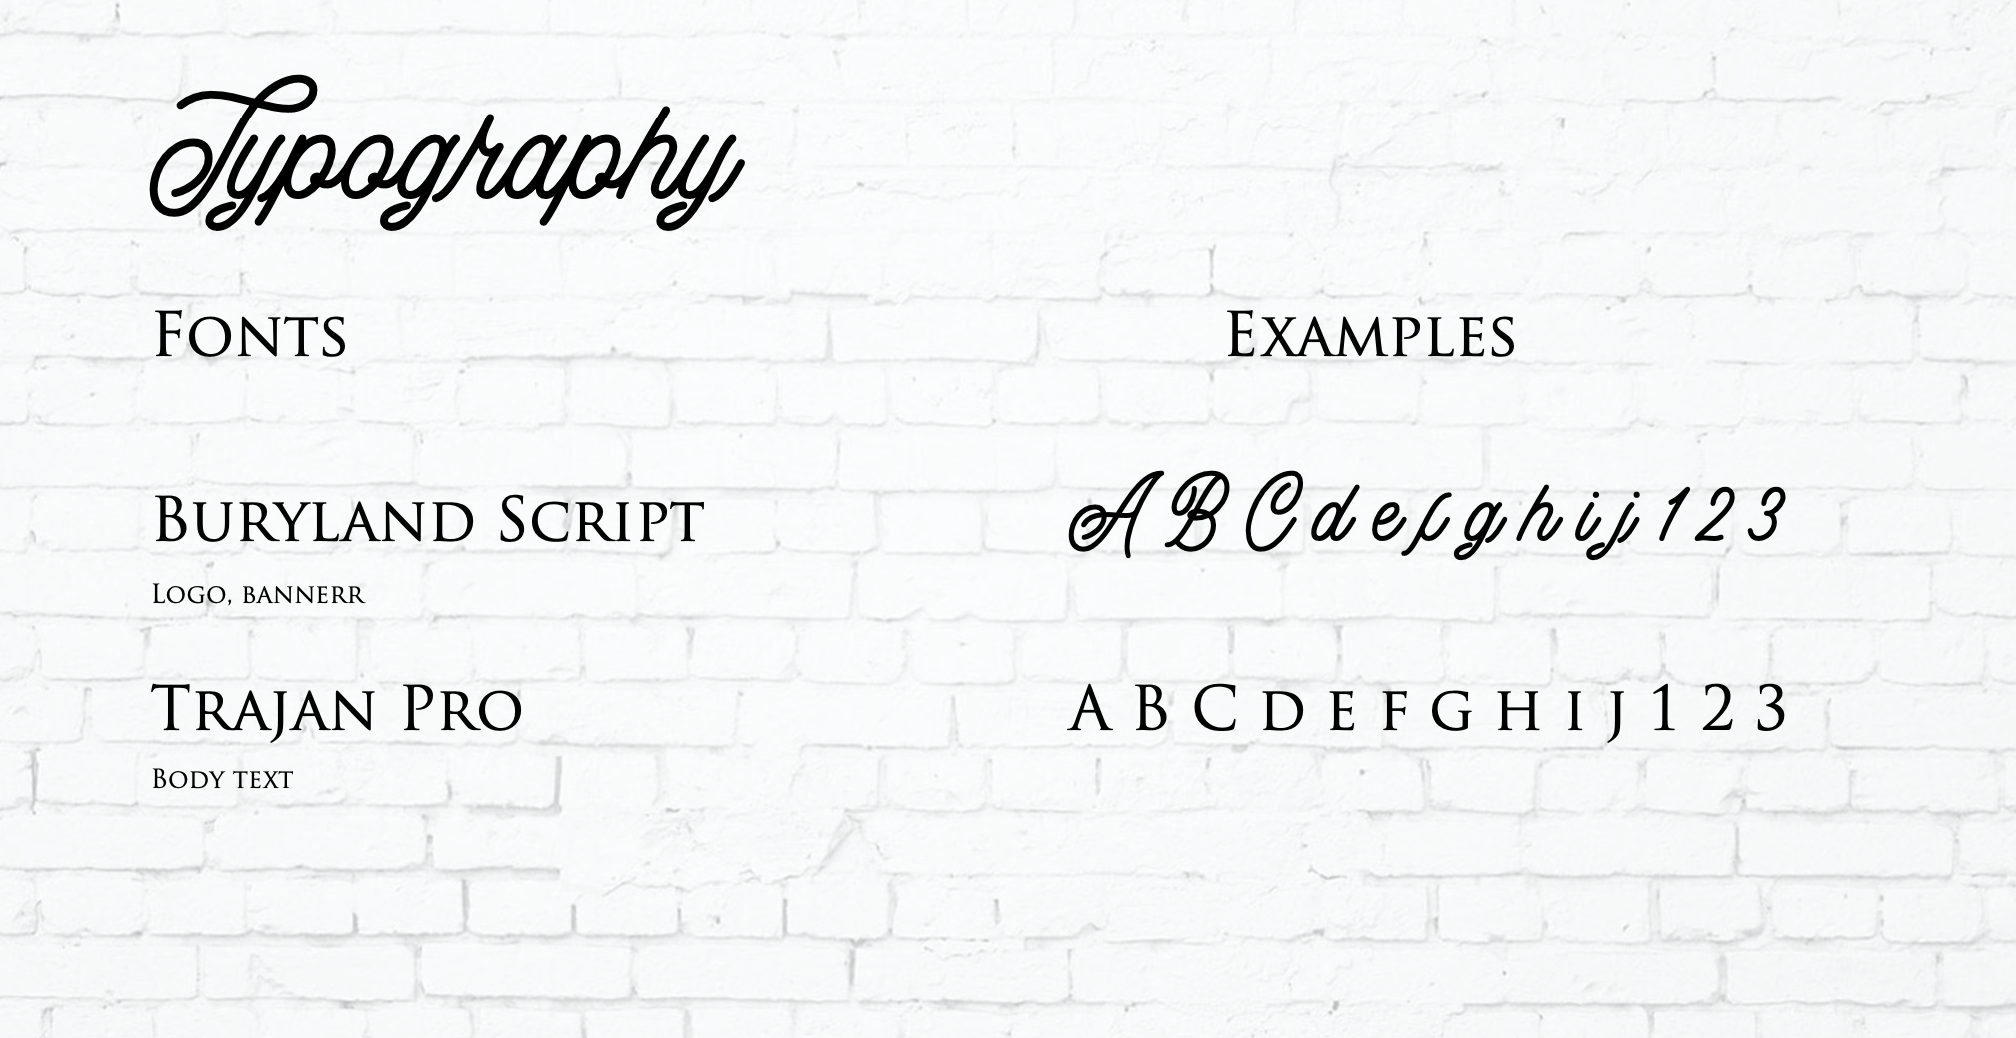 Typography
Fonts
Examples
Buryland Script
A B C d e f g h i j 1 2 3
Logo, bannerr
Trajan Pro
A B C d e f g h i j 1 2 3
Body text